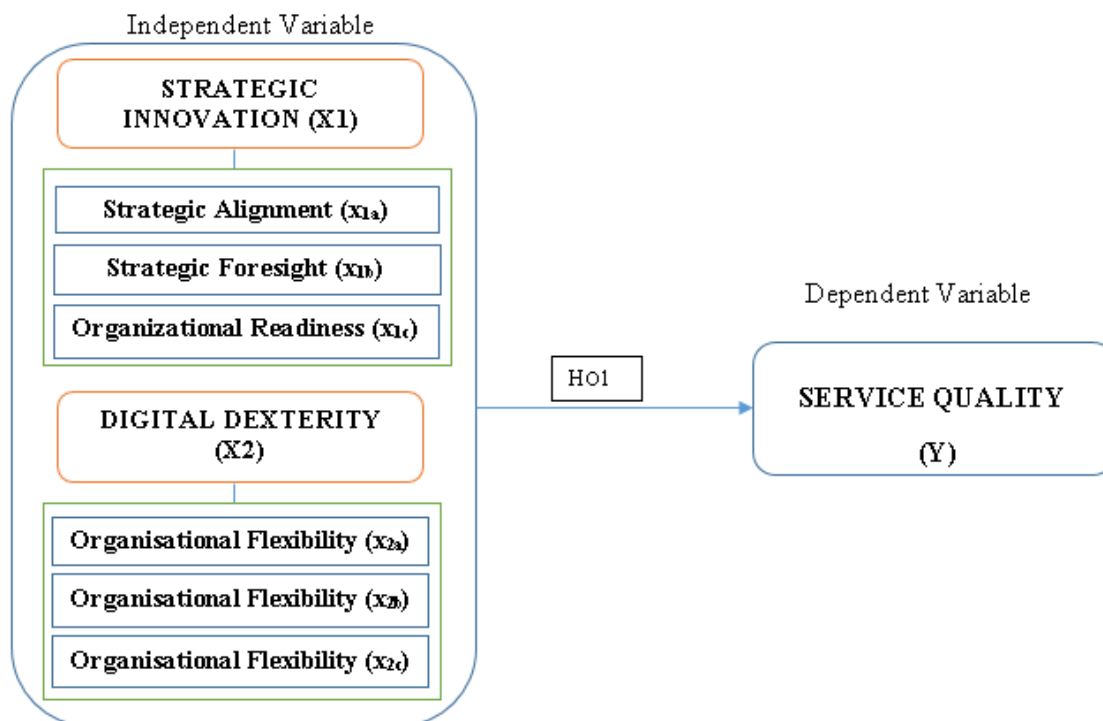 Independent Variable
STRATEGIC
INNOVATION (X1)
Strategic Alignment (x1a)
Strategic Foresight (x1b)
Organizational Readiness (x1c)
DIGITAL DEXTERITY
(X2)
Organisational Flexibility (x2a)
Organisational Flexibility (x2b)
Organisational Flexibility (x2c)
HO1
Dependent Variable
SERVICE QUALITY
(Y)